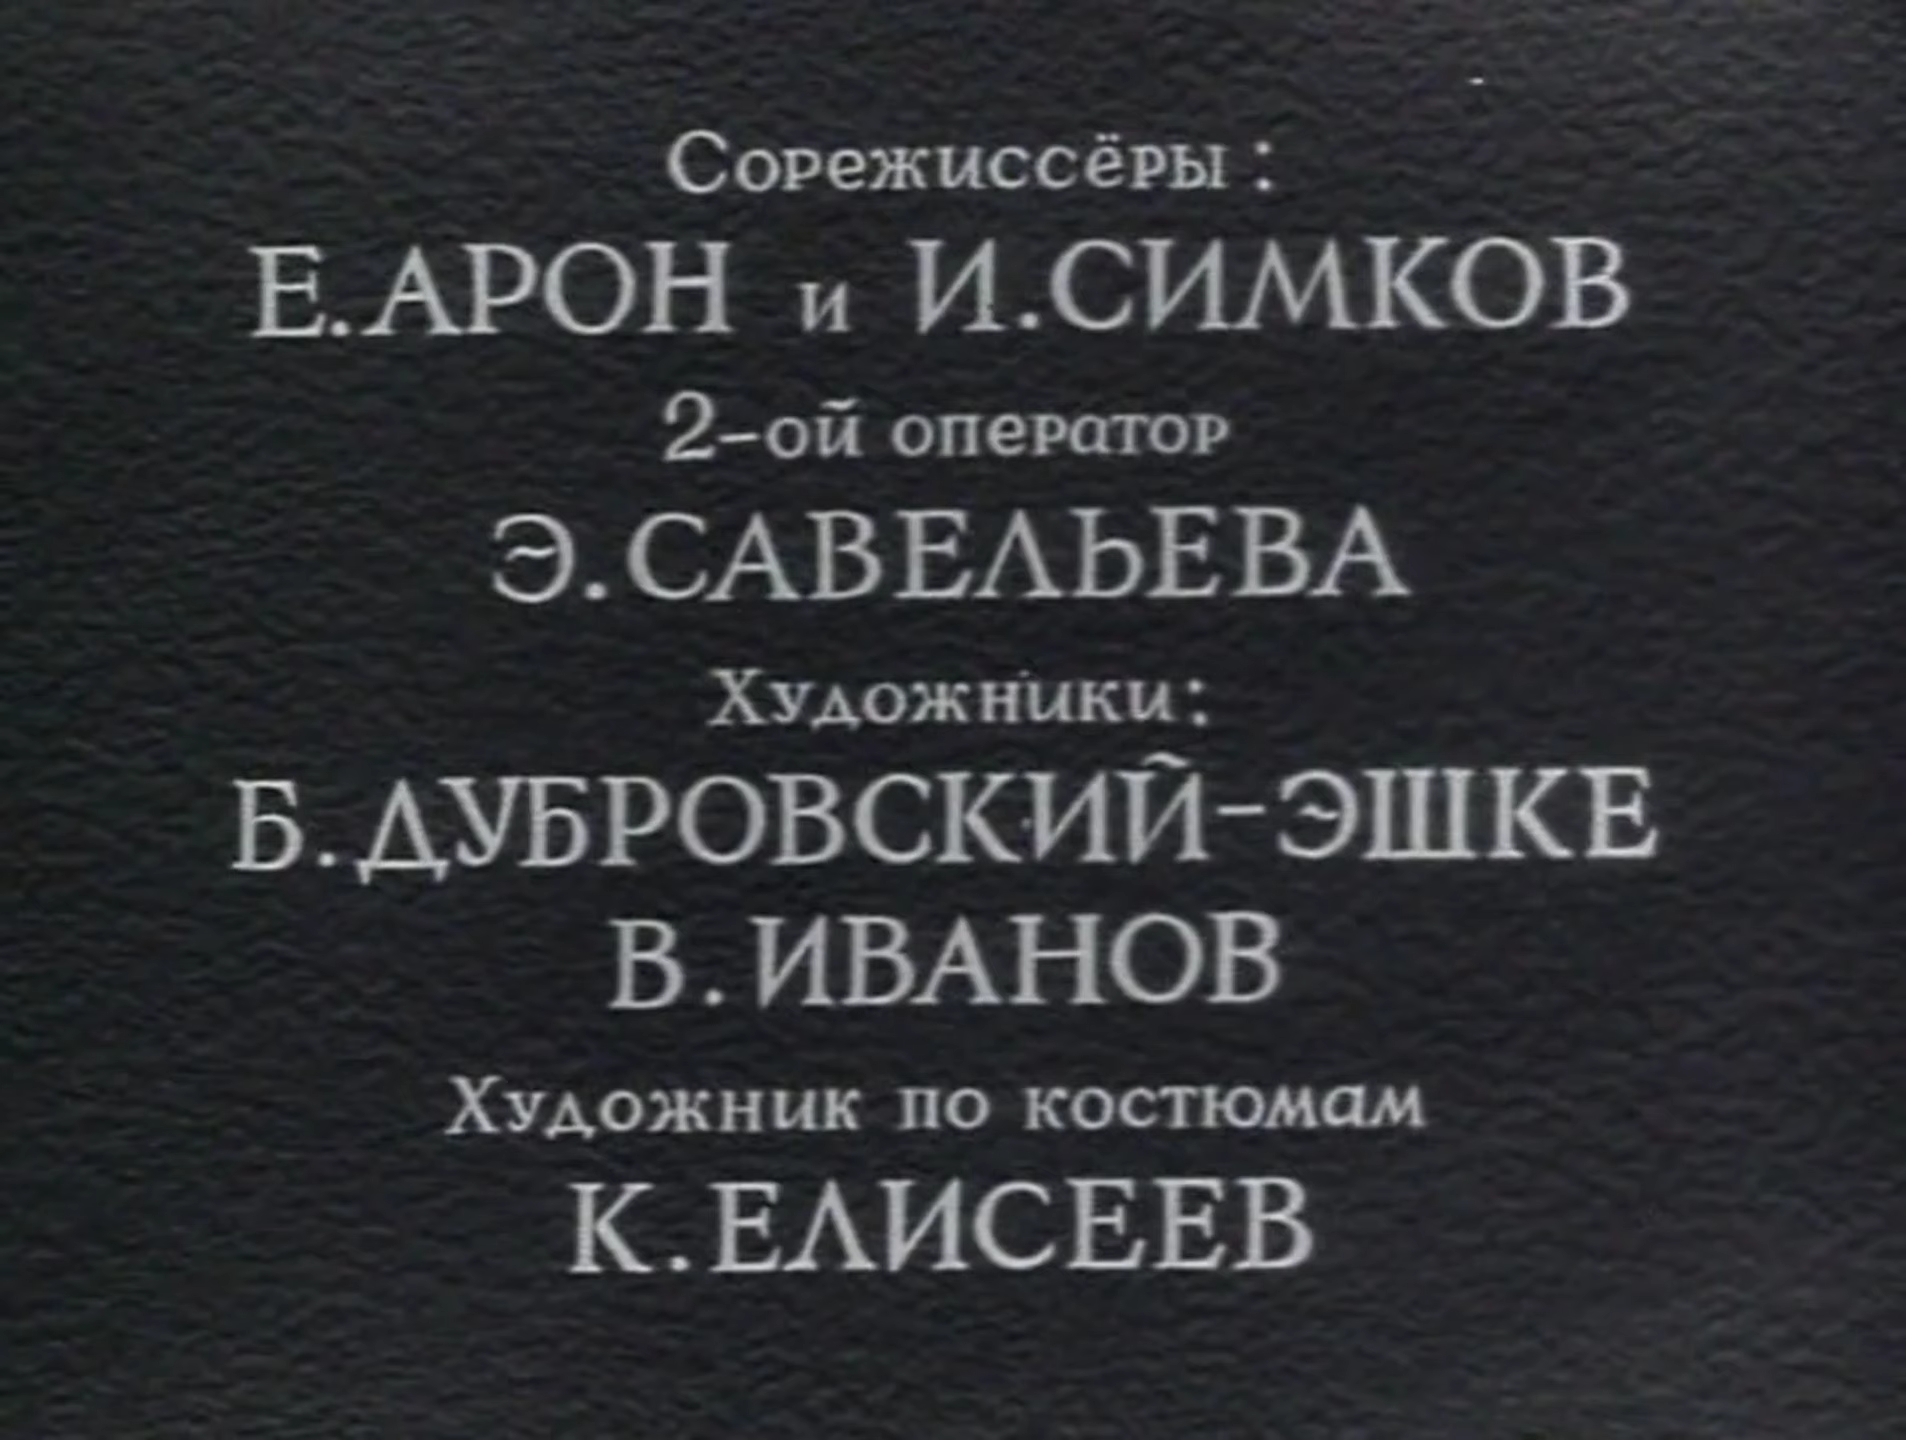 Сорежиссёры:
Е.АРОН и И.СИМКОВ
2-ой оператор
Э.САВЕЛЬЕВА
Художники:
Б.ДУБРОВСКИЙ-ЭШКЕ
В.ИВАНОВ
Художник по костюмам
К.ЕЛИСЕЕВ